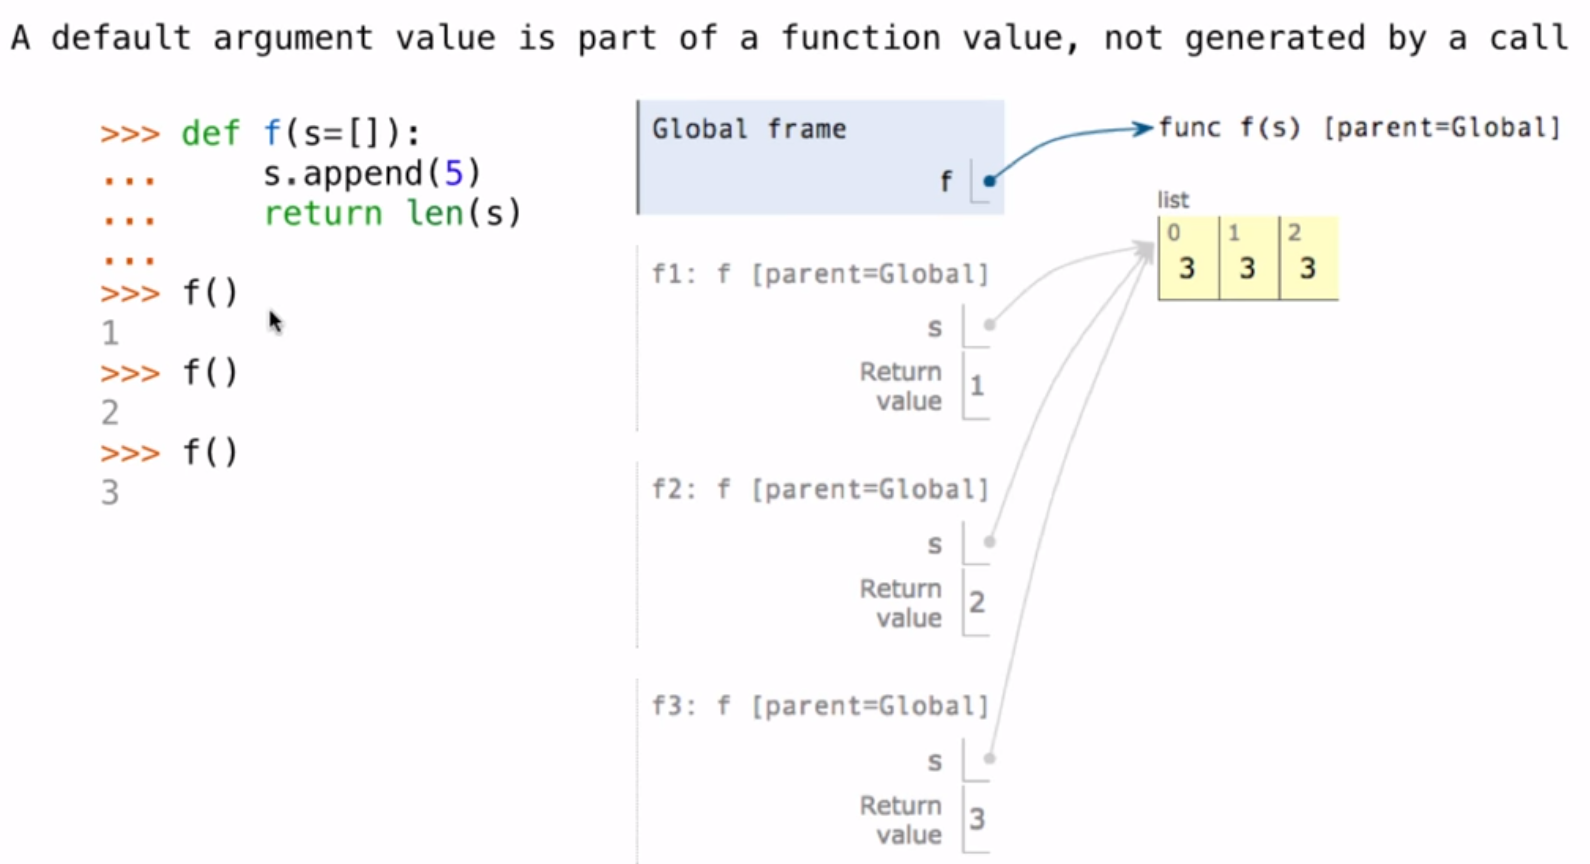 A default argument value is part of a function value, not generated by a call
>>> def f(s=[]):
...     s.append(5)
...     return len(s)
...
>>> f()
1
>>> f()
2
>>> f()
3
Global frame
f
func f(s) [parent=Global]
list
0 1 2
3 3 3
f1: f [parent=Global]
s
Return
value 1
f2: f [parent=Global]
s
Return
value 2
f3: f [parent=Global]
s
Return
value 3